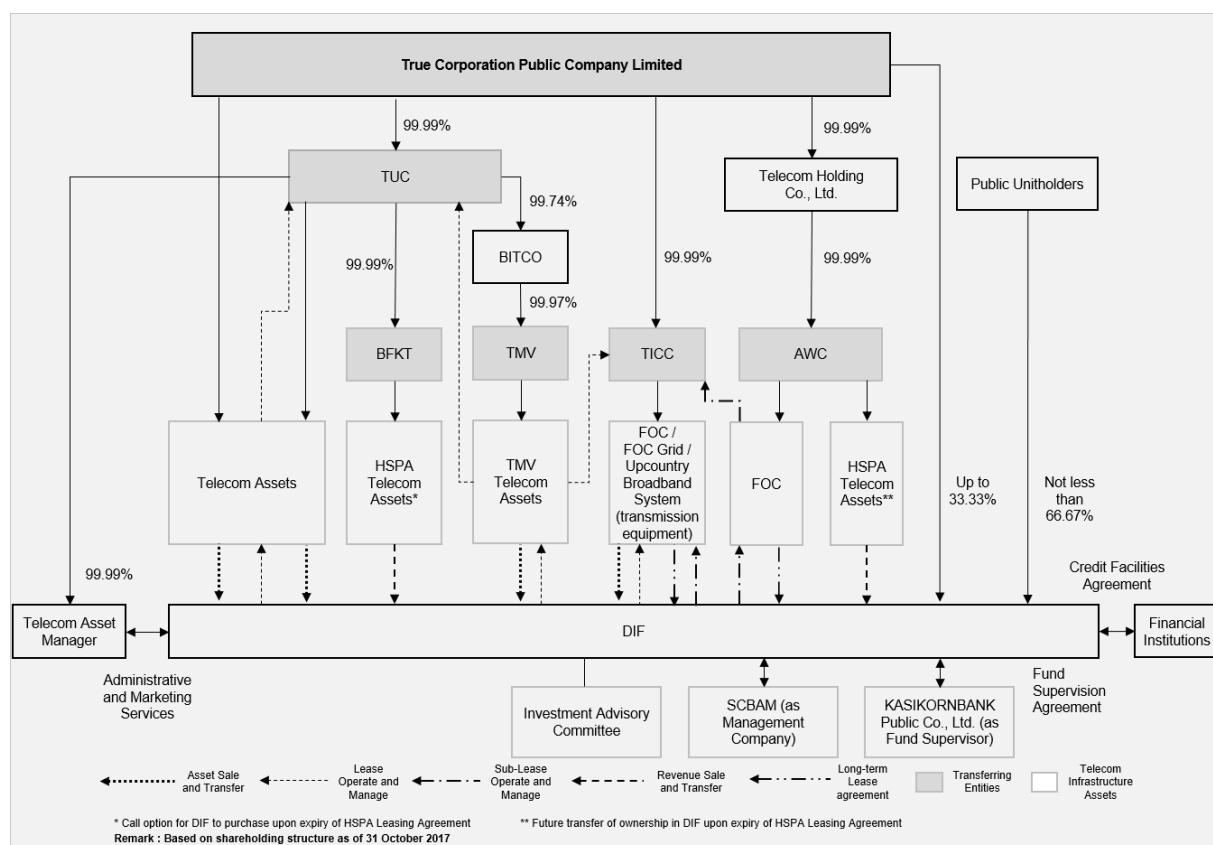 True Corporation Public Company Limited
99.99%
99.99%
TUC
Telecom Holding
Co., Ltd.
Public Unitholders
99.74%
BITCO
99.99%
99.99%
99.99%
99.97%
BFKT
TMV
TICC
AWC
Telecom Assets
HSPA
Telecom
Assets*
TMV
Telecom
Assets
FOC /
FOC Grid /
Upcountry
Broadband
System
(transmission
equipment)
FOC
HSPA
Telecom
Assets**
Up to
33.33%
Not less
than
66.67%
99.99%
Credit Facilities
Agreement
Telecom Asset
Manager
DIF
Financial
Institutions
Administrative
and Marketing
Services
Investment Advisory
Committee
SCBAM (as
Management
Company)
KASIKORNBANK
Public Co., Ltd. (as
Fund Supervisor)
Fund
Supervision
Agreement
Asset Sale
and Transfer
Lease
Operate and
Manage
Sub-Lease
Operate and
Manage
Revenue Sale
and Transfer
Long-term
Lease
agreement
Transferring
Entities
Telecom
Infrastructure
Assets
* Call option for DIF to purchase upon expiry of HSPA Leasing Agreement
** Future transfer of ownership in DIF upon expiry of HSPA Leasing Agreement
Remark : Based on shareholding structure as of 31 October 2017